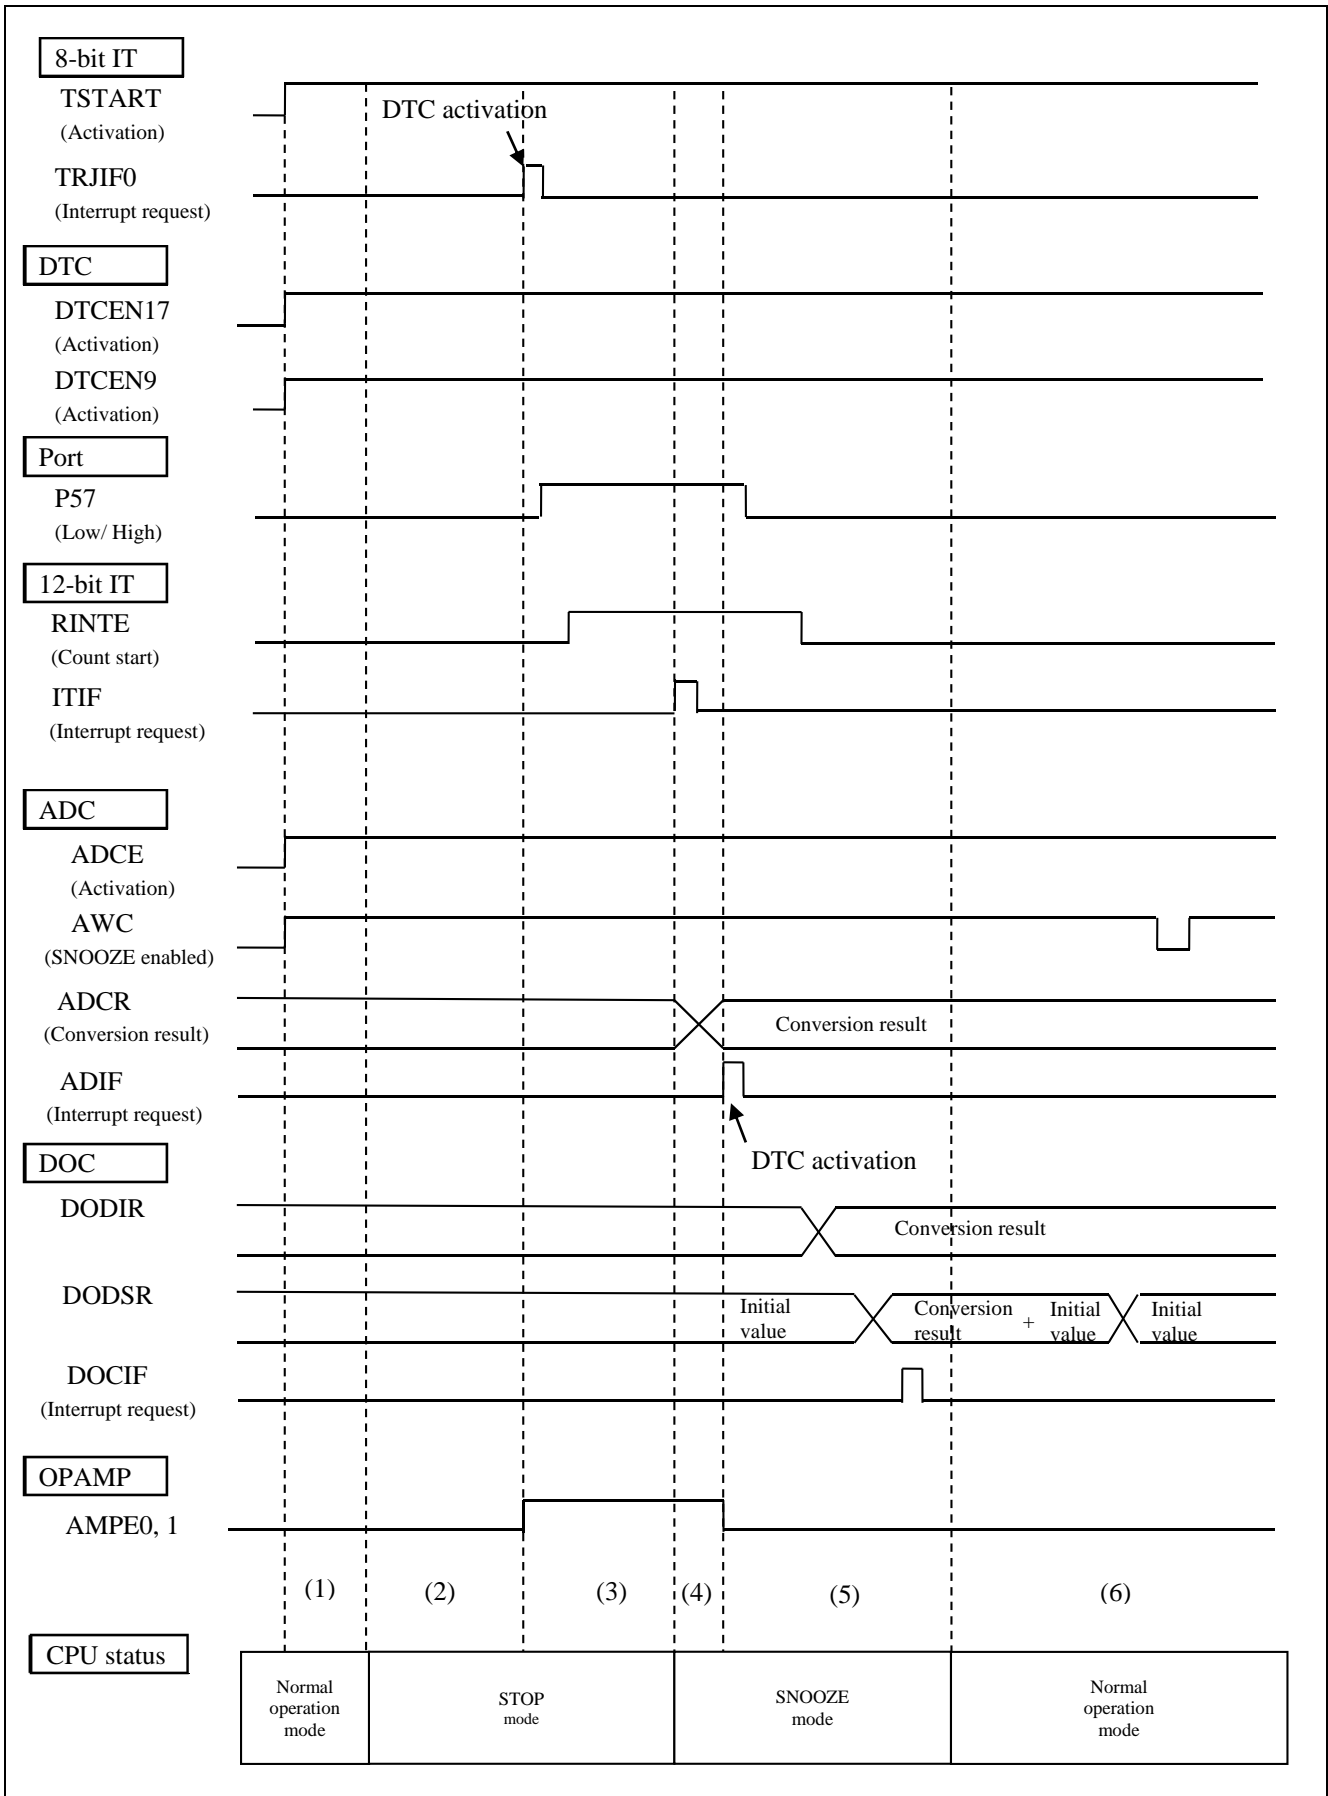 8-bit IT
TSTART
(Activation)
DTC activation
TRJIF0
(Interrupt request)
DTC
DTCEN17
(Activation)
DTCEN9
(Activation)
Port
P57
(Low/ High)
12-bit IT
RINTE
(Count start)
ITIF
(Interrupt request)
ADC
ADCE
(Activation)
AWC
(SNOOZE enabled)
ADCR
(Conversion result)
Conversion result
ADIF
(Interrupt request)
DTC activation
DOC
DODIR
Conversion result
DODSR
Initial
value
Conversion
result
+
Initial
value
Initial
value
DOCIF
(Interrupt request)
OPAMP
AMPE0, 1
(1) (2) (3) (4) (5) (6)
CPU status
Normal
operation
mode
STOP
mode
SNOOZE
mode
Normal
operation
mode